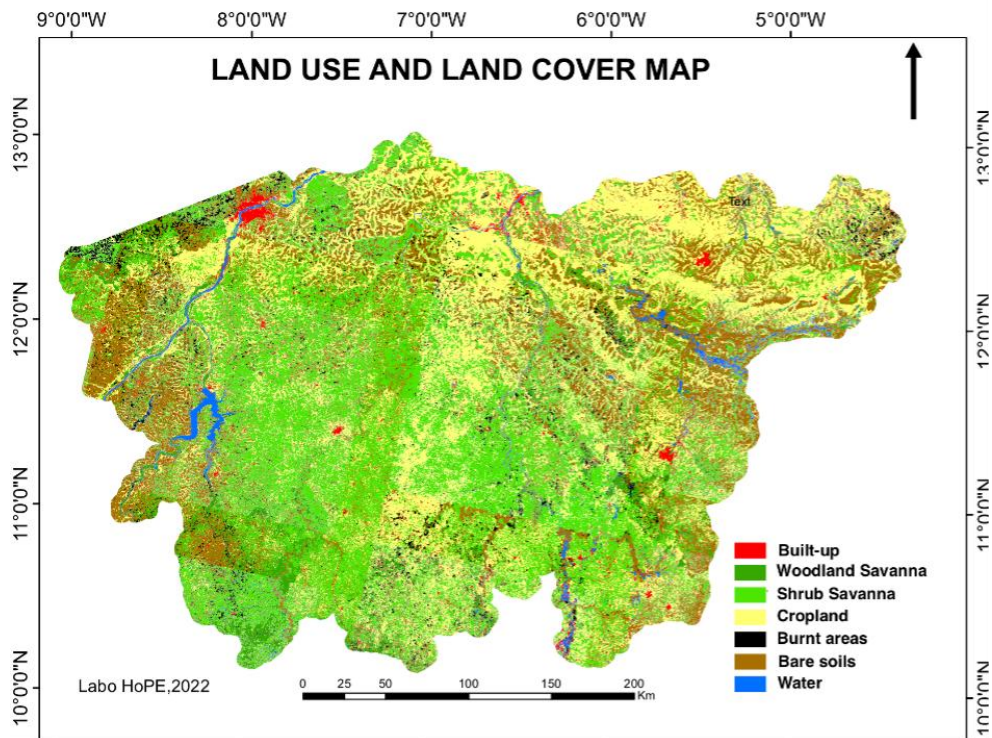 9°0'0"W 8°0'0"W 7°0'0"W 6°0'0"W 5°0'0"W
LAND USE AND LAND COVER MAP
13°0'0"N
13°0'0"N
Text
12°0'0"N
12°0'0"N
11°0'0"N
11°0'0"N
Built-up
Woodland Savanna
Shrub Savanna
Cropland
Burnt areas
Bare soils
Water
10°0'0"N
10°0'0"N
Labo HoPE,2022
0 25 50 100 150 200
Km